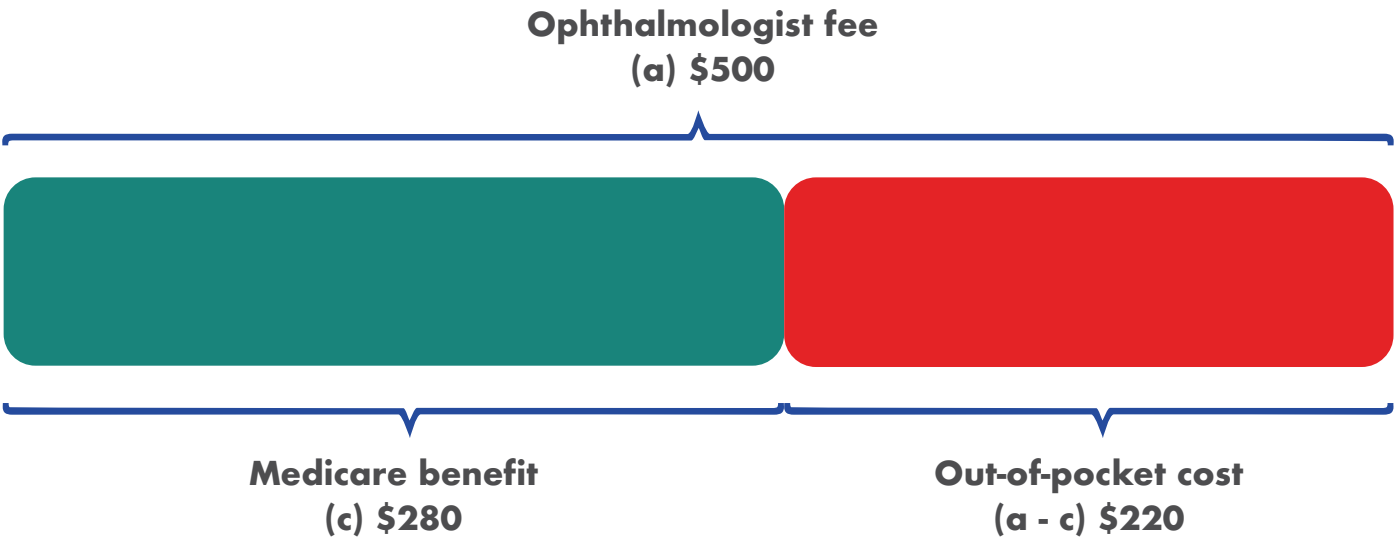 Ophthalmologist fee
(a) $500
Medicare benefit
(c) $280
Out-of-pocket cost
(a - c) $220